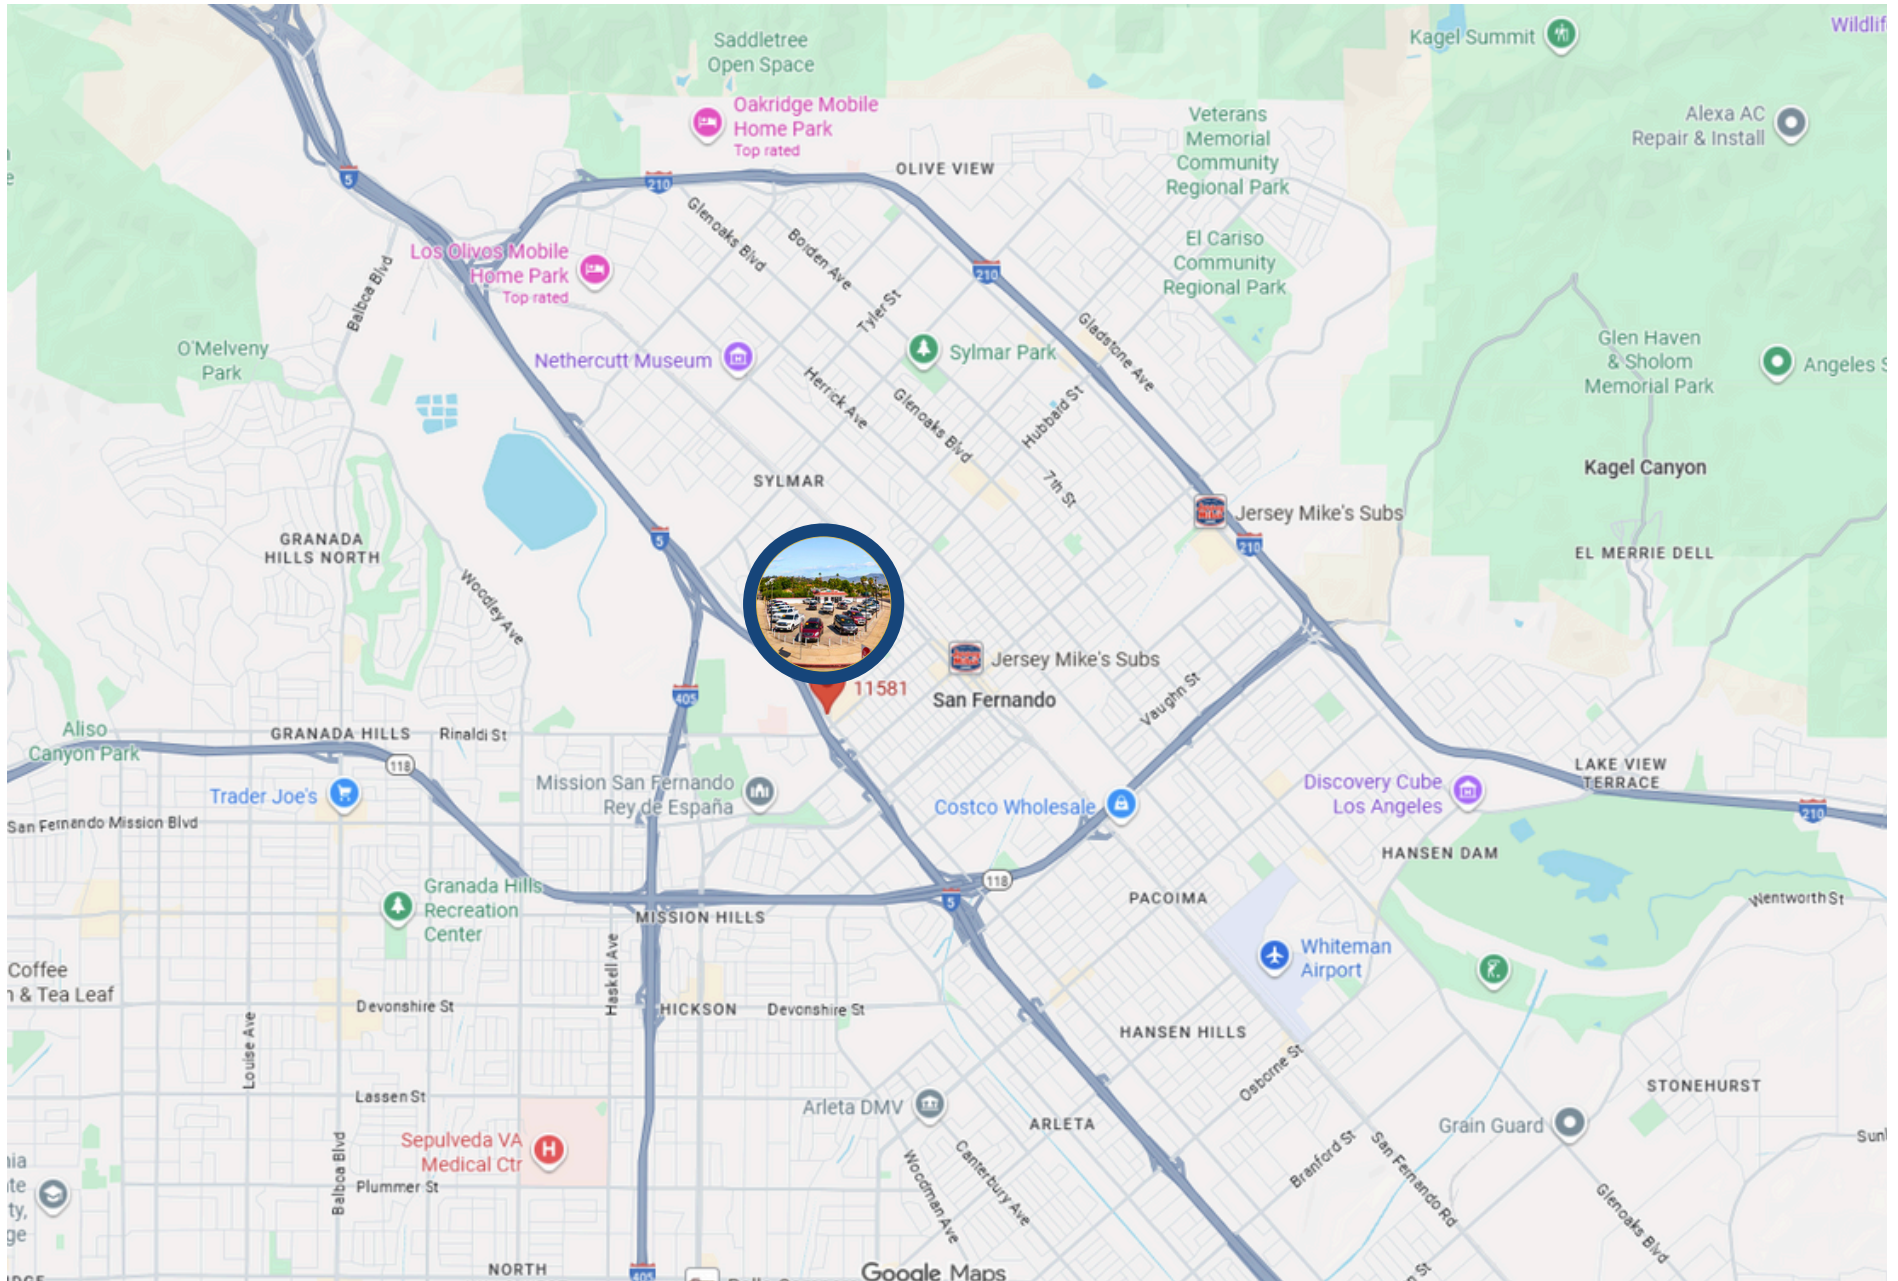 Saddletree
Open Space
Kagel Summit
Wildlif
Oakridge Mobile
Home Park
Top rated
Veterans
Memorial
Community
Regional Park
Alexa AC
Repair & Install
5
210
OLIVE VIEW
Glenoaks Blvd
Borden Ave
Tyler St
Los Olivos Mobile
Home Park
Top rated
El Cariso
Community
Regional Park
210
Balboa Blvd
Gladstone Ave
O'Melveny
Park
Nethercutt Museum
Sylmar Park
Glen Haven
& Sholom
Memorial Park
Angeles S
Herrick Ave
Glenoaks Blvd
Hubbard St
7th St
SYLMAR
Kagel Canyon
Jersey Mike's Subs
210
GRANADA
HILLS NORTH
5
EL MERRIE DELL
Woodley Ave
Jersey Mike's Subs
11581
San Fernando
405
Vaughn St
Aliso
Canyon Park
GRANADA HILLS
Rinaldi St
118
LAKE VIEW
TERRACE
Trader Joe's
Mission San Fernando
Rey de España
Costco Wholesale
Discovery Cube
Los Angeles
210
San Fernando Mission Blvd
HANSEN DAM
118
5
Granada Hills
Recreation
Center
MISSION HILLS
PACOIMA
Wentworth St
Whiteman
Airport
Coffee
n & Tea Leaf
Haskell Ave
Devonshire St
HICKSON
Devonshire St
HANSEN HILLS
Louise Ave
Osborne St
STONEHURST
Lassen St
Arleta DMV
ARLETA
Grain Guard
Sepulveda VA
Medical Ctr
Balboa Blvd
Plummer St
Woodman Ave
Canterbury Ave
Branford St
San Fernando Rd
Glenoaks Blvd
Sun
nia
te
ty,
ge
NORTH
405
Google Maps
St